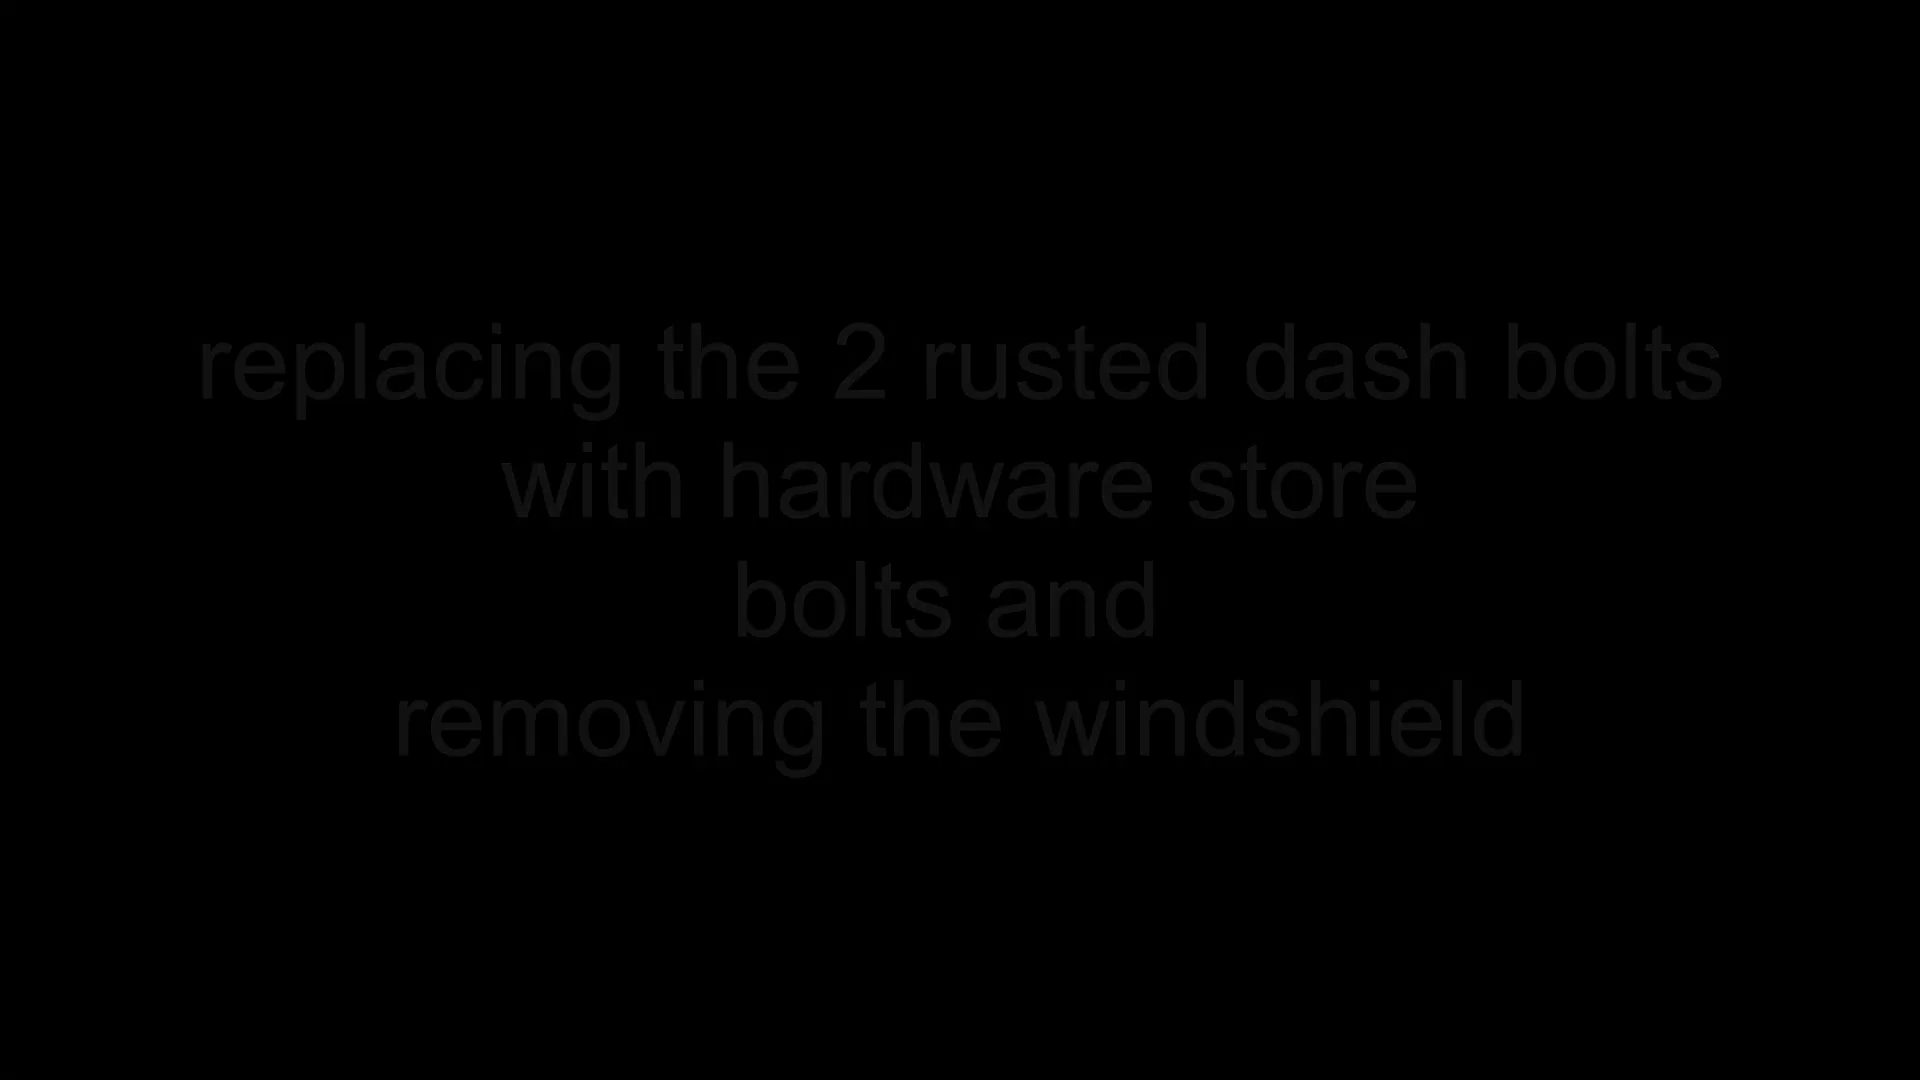 replacing the 2 rusted dash bolts
with hardware store
bolts and
removing the windshield